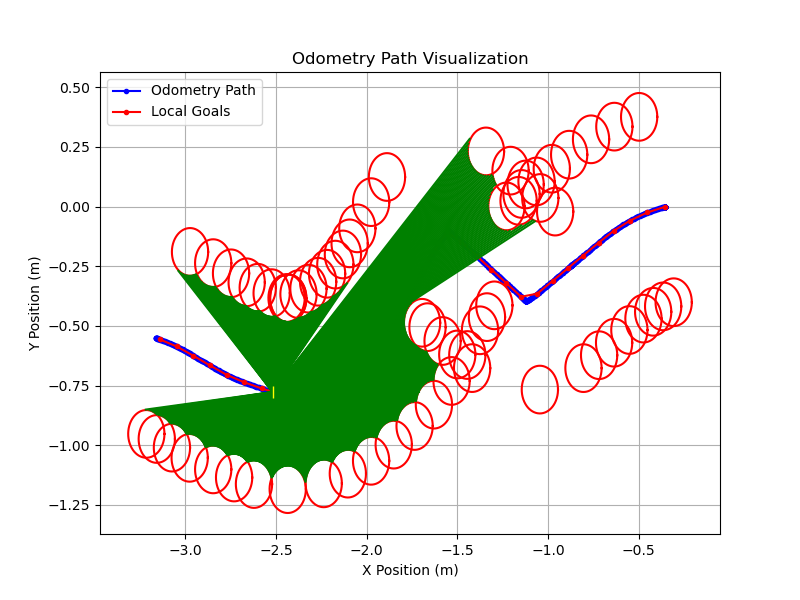 Odometry Path Visualization
Odometry Path
Local Goals
Y Position (m)
0.50
0.25
0.00
−0.25
−0.50
−0.75
−1.00
−1.25
−3.0
−2.5
−2.0
−1.5
−1.0
−0.5
X Position (m)